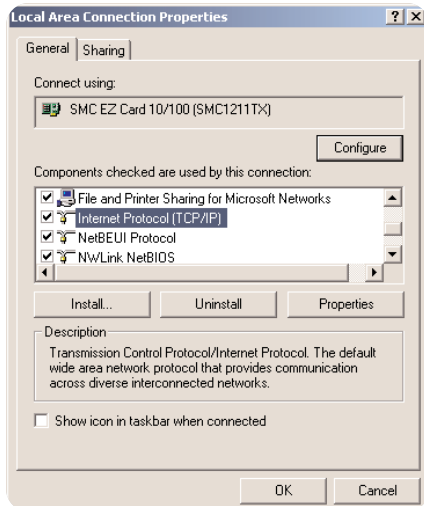 Local Area Connection Properties
General
Sharing
Connect using:
SMC EZ Card 10/100 (SMC1211TX)
Configure
Components checked are used by this connection:
File and Printer Sharing for Microsoft Networks
Internet Protocol (TCP/IP)
NetBEUI Protocol
NWLink NetBIOS
Install... Uninstall Properties
Description
Transmission Control Protocol/Internet Protocol. The default
wide area network protocol that provides communication
across diverse interconnected networks.
Show icon in taskbar when connected
OK Cancel